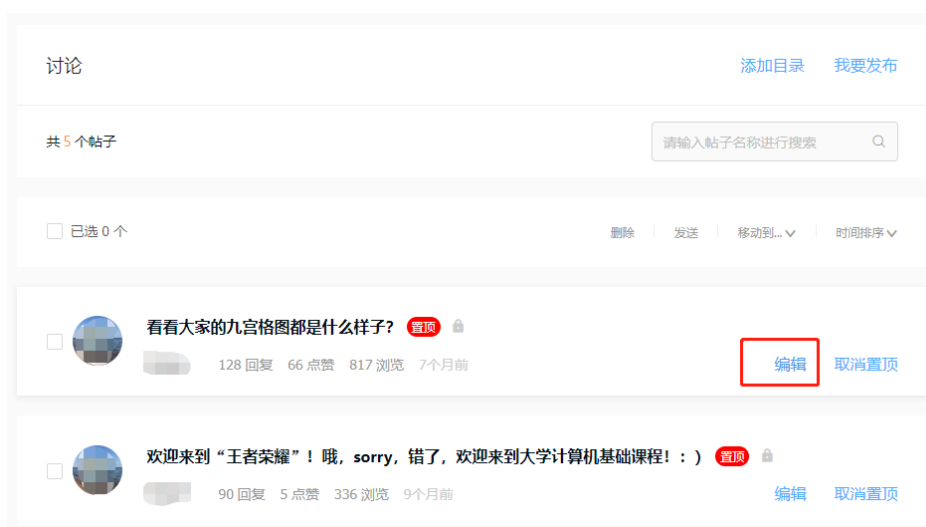 讨论 添加目录 我要发布
共 5 个帖子 请输入帖子名称进行搜索
已选 0 个 删除 发送 移动到... 时间排序
看看大家的九宫格图都是什么样子? 置顶
128 回复 66 点赞 817 浏览 7个月前 编辑 取消置顶
欢迎来到“王者荣耀”!哦,sorry,错了,欢迎来到大学计算机基础课程!:) 置顶
90 回复 5 点赞 336 浏览 9个月前 编辑 取消置顶